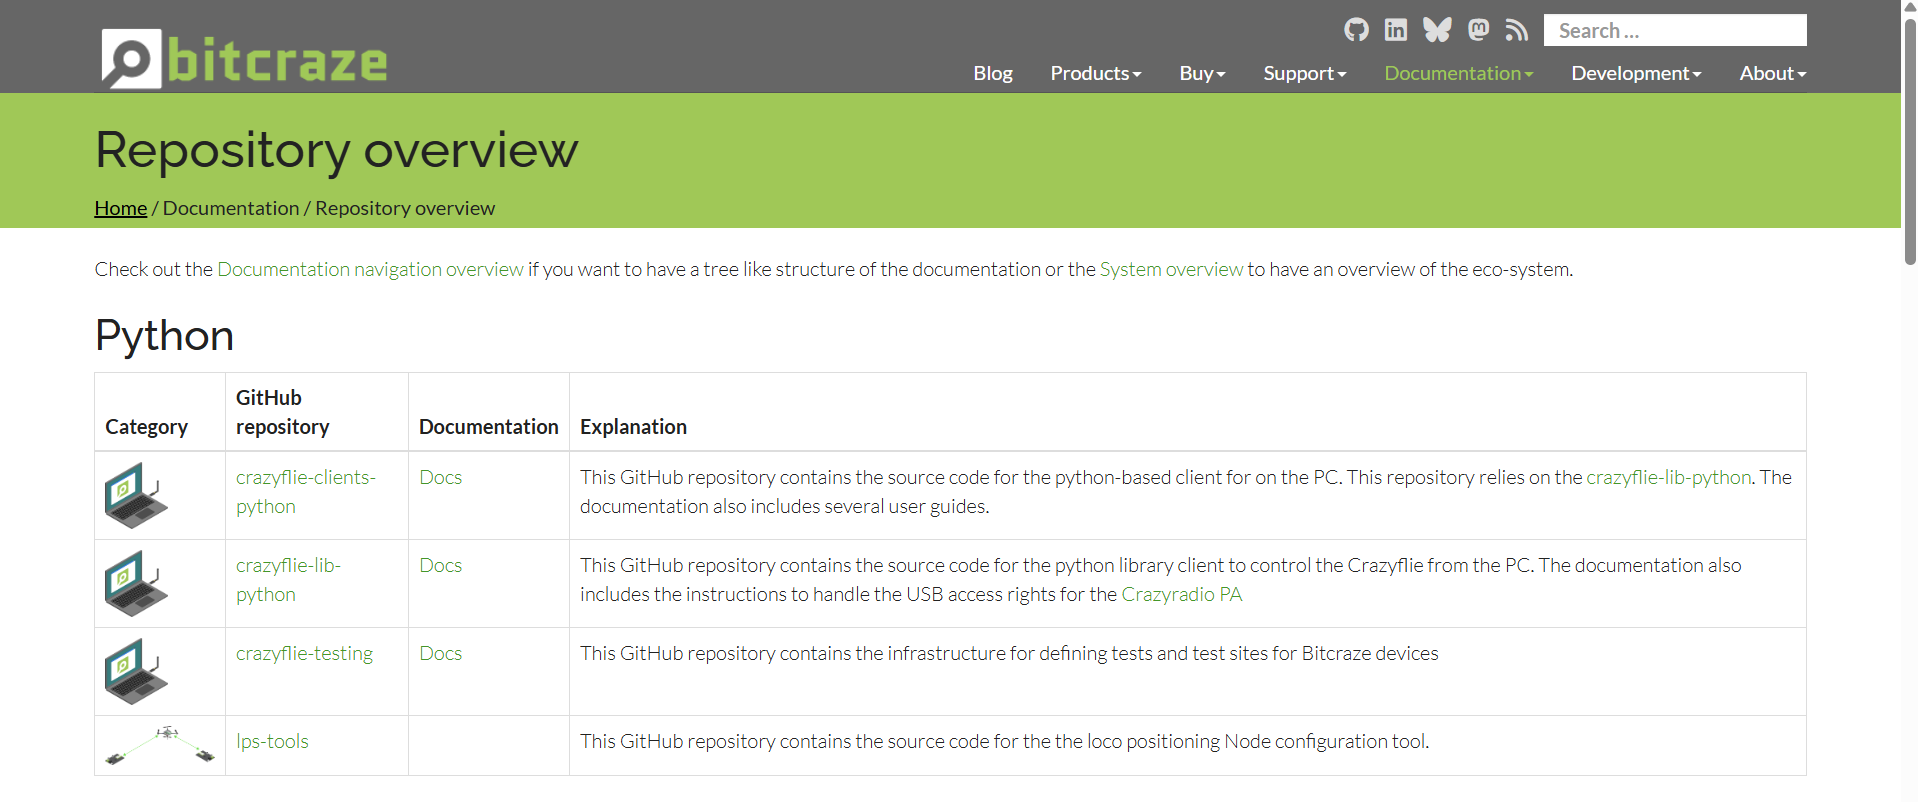 bitcraze
Search ...
Blog Products Buy Support Documentation Development About
Repository overview
Home / Documentation / Repository overview
Check out the Documentation navigation overview if you want to have a tree like structure of the documentation or the System overview to have an overview of the eco-system.
Python
Category GitHub repository Documentation Explanation
crazyflie-clients-python Docs This GitHub repository contains the source code for the python-based client for on the PC. This repository relies on the crazyflie-lib-python. The
documentation also includes several user guides.
crazyflie-lib-python Docs This GitHub repository contains the source code for the python library client to control the Crazyflie from the PC. The documentation also
includes the instructions to handle the USB access rights for the Crazyradio PA
crazyflie-testing Docs This GitHub repository contains the infrastructure for defining tests and test sites for Bitcraze devices
lps-tools This GitHub repository contains the source code for the the loco positioning Node configuration tool.